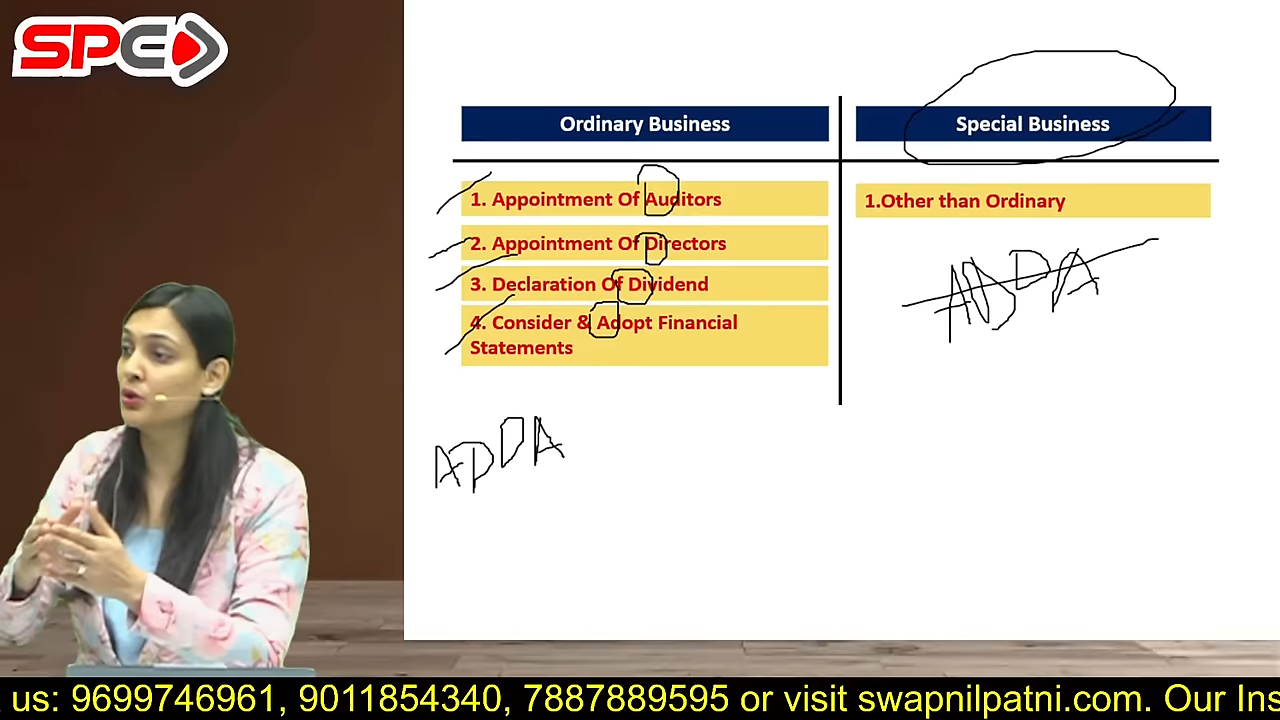 SPC
Ordinary Business
Special Business
1. Appointment Of Auditors
1.Other than Ordinary
2. Appointment Of Directors
3. Declaration Of Dividend
4. Consider & Adopt Financial
Statements
ADDA
ADDA
us: 9699746961, 9011854340, 7887889595 or visit swapnilpatni.com. Our Ins